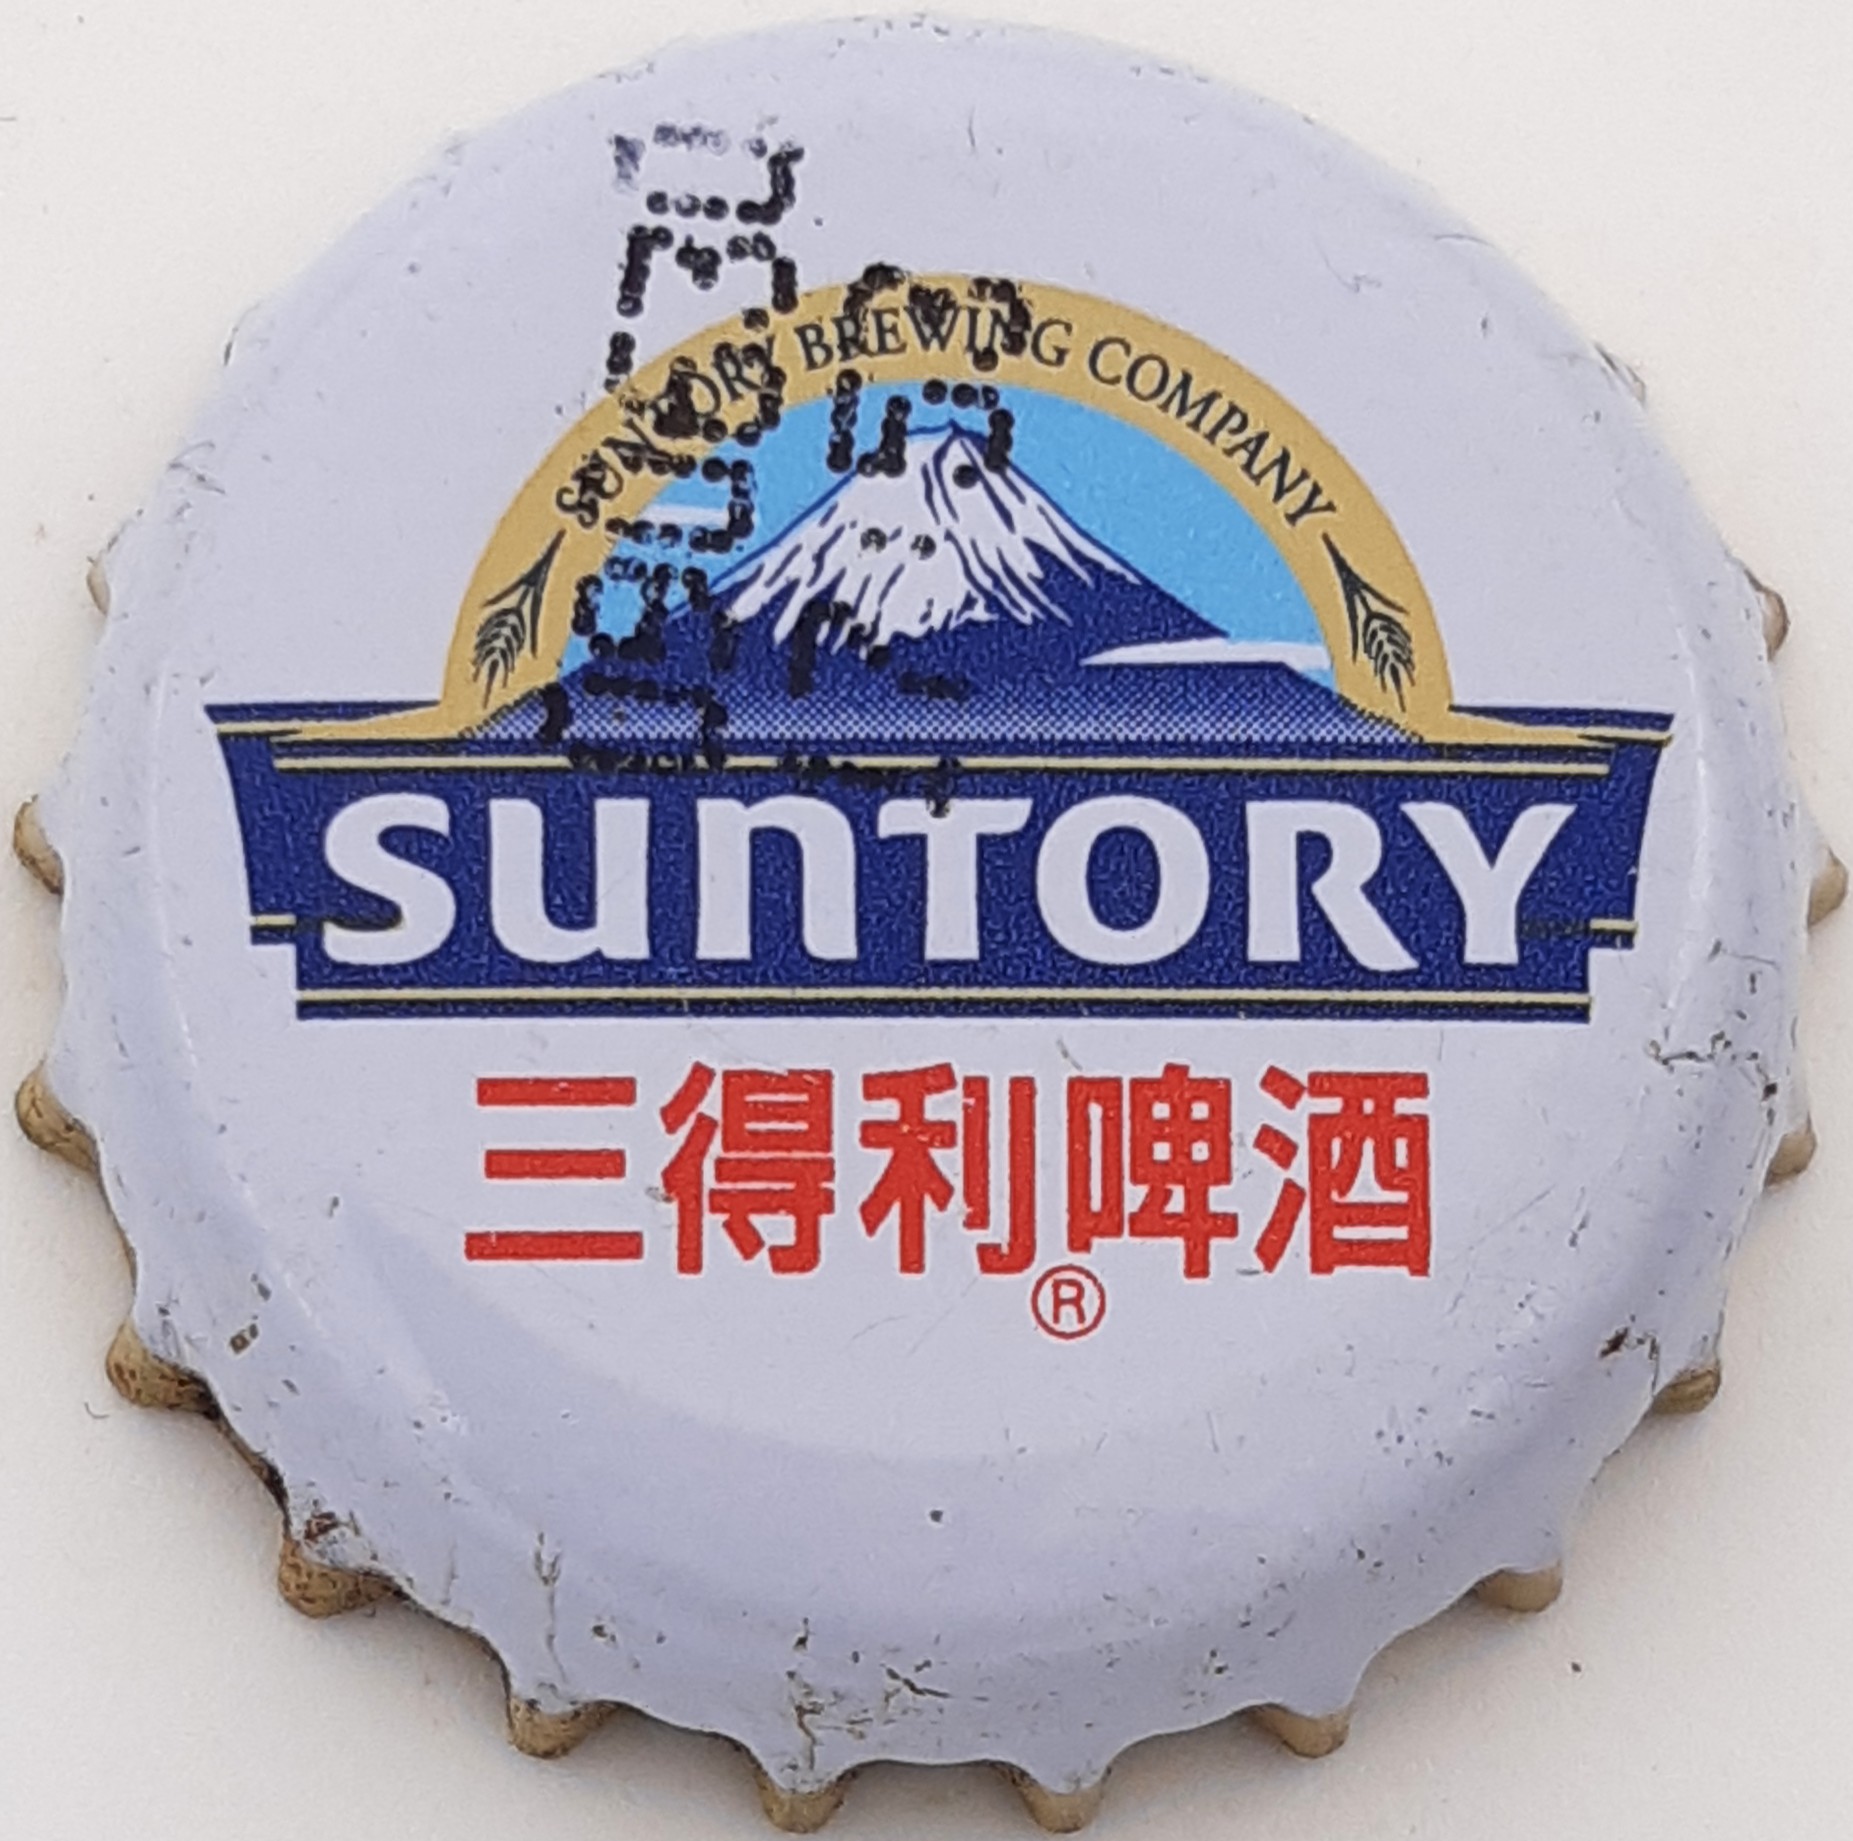 SUNTORY BREWING COMPANY
SUNTORY
三得利啤酒
®